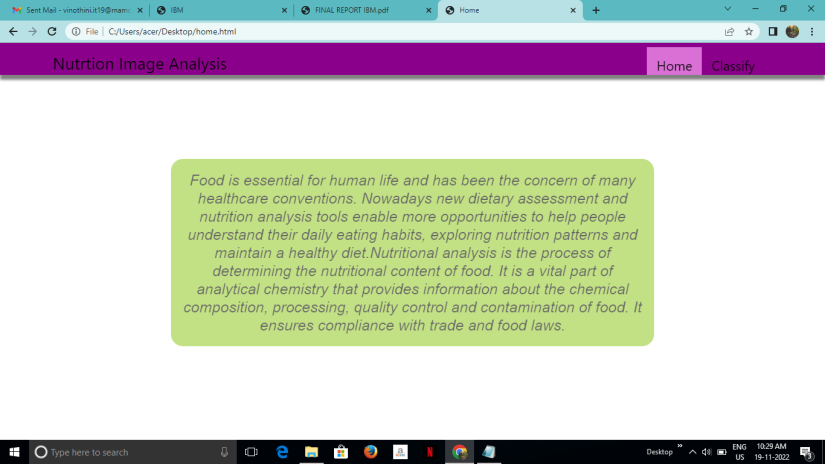 Sent Mail - vinothini.it19@mam
IBM
FINAL REPORT IBM.pdf
Home
File | C:/Users/acer/Desktop/home.html
Nutrtion Image Analysis
Home
Classify
Food is essential for human life and has been the concern of many
healthcare conventions. Nowadays new dietary assessment and
nutrition analysis tools enable more opportunities to help people
understand their daily eating habits, exploring nutrition patterns and
maintain a healthy diet.Nutritional analysis is the process of
determining the nutritional content of food. It is a vital part of
analytical chemistry that provides information about the chemical
composition, processing, quality control and contamination of food. It
ensures compliance with trade and food laws.
Type here to search
Desktop
ENG
US
10:29 AM
19-11-2022
3